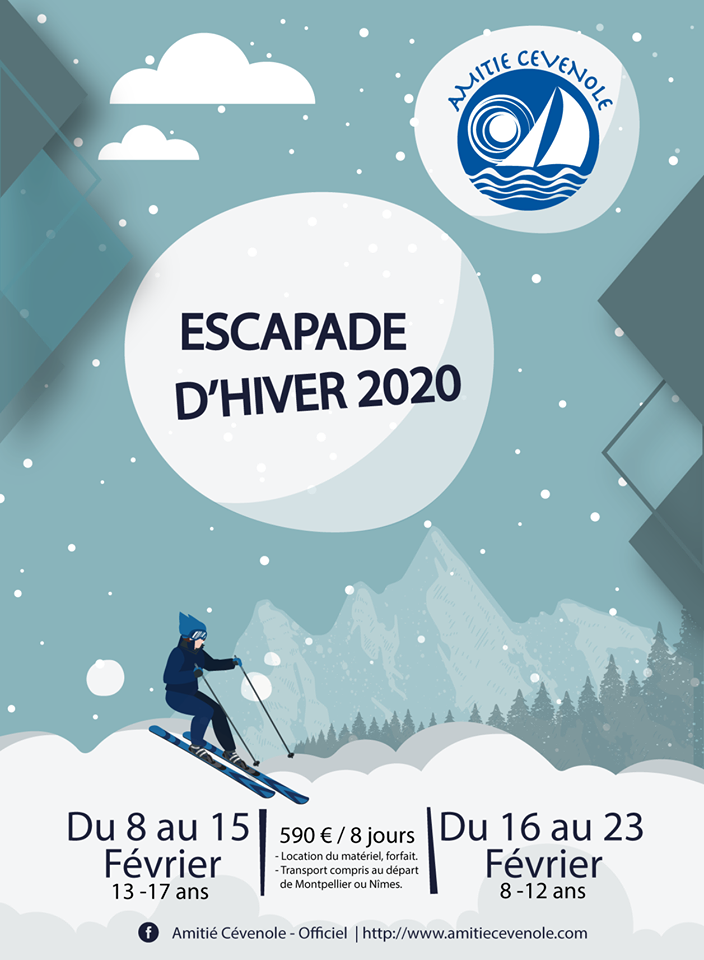 AMITIE CEVENOLE
ESCAPADE
D'HIVER 2020
Du 8 au 15
Février
13 -17 ans
590 € / 8 jours
- Location du matériel, forfait.
- Transport compris au départ
de Montpellier ou Nîmes.
Du 16 au 23
Février
8 -12 ans
f Amitié Cévenole - Officiel | http://www.amitiecevenole.com